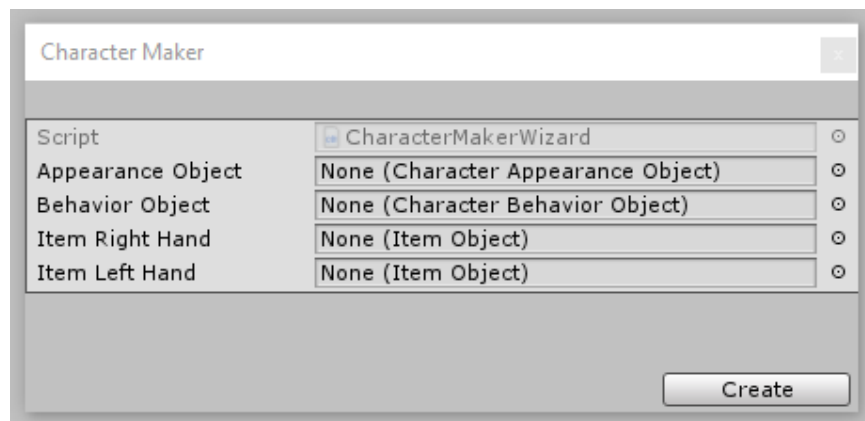 Character Maker
x
Script CharacterMakerWizard
Appearance Object None (Character Appearance Object)
Behavior Object None (Character Behavior Object)
Item Right Hand None (Item Object)
Item Left Hand None (Item Object)
Create